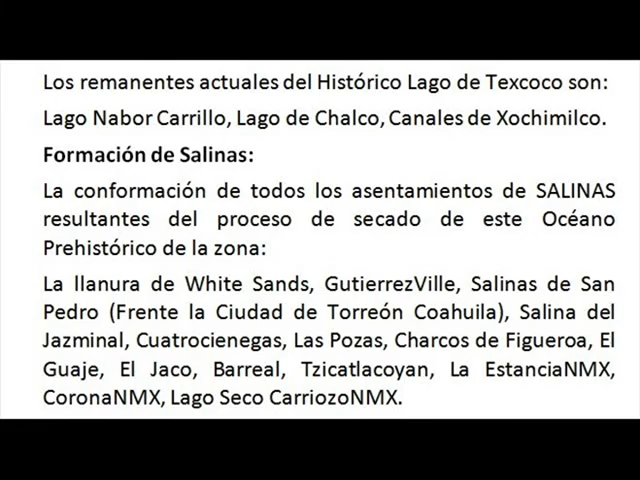 Los remanentes actuales del Histórico Lago de Texcoco son:
Lago Nabor Carrillo, Lago de Chalco, Canales de Xochimilco.
Formación de Salinas:
La conformación de todos los asentamientos de SALINAS
resultantes del proceso de secado de este Océano
Prehistórico de la zona:
La llanura de White Sands, GutierrezVille, Salinas de San
Pedro (Frente la Ciudad de Torreón Coahuila), Salina del
Jazminal, Cuatrocienegas, Las Pozas, Charcos de Figueroa, El
Guaje, El Jaco, Barreal, Tzicatlacoyan, La EstanciaNMX,
CoronaNMX, Lago Seco CarriozoNMX.